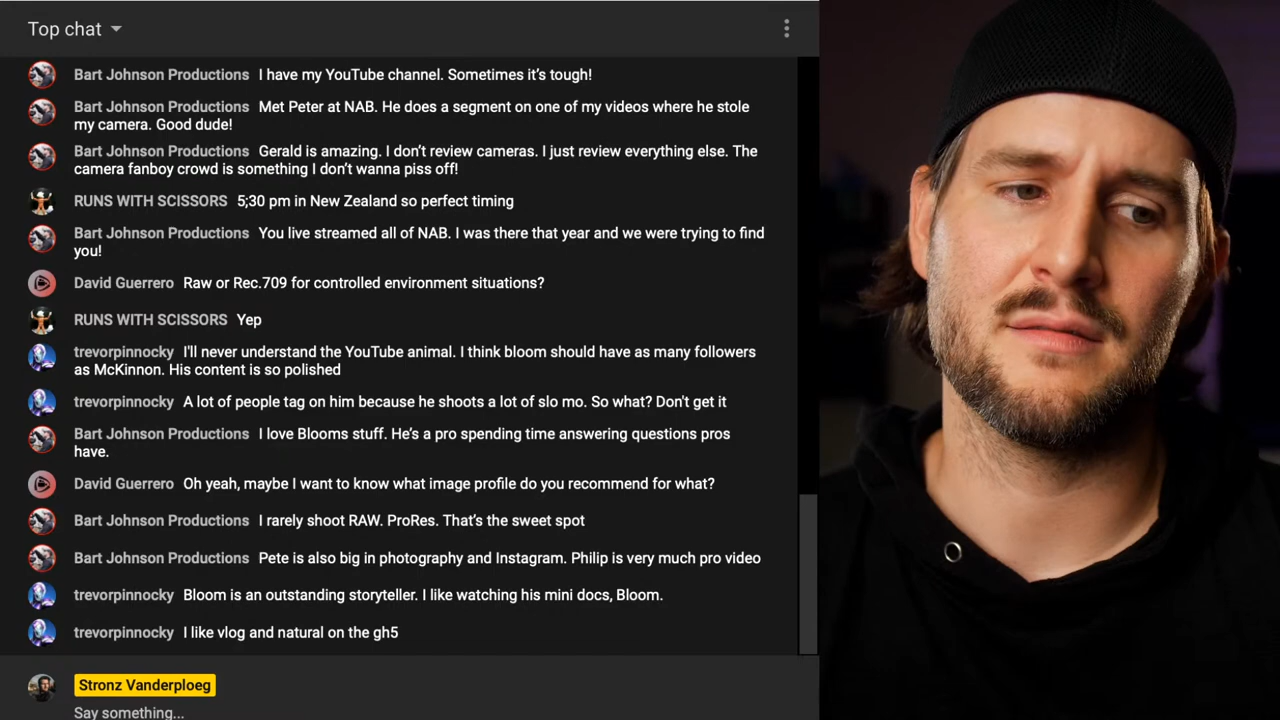 Top chat
Bart Johnson Productions I have my YouTube channel. Sometimes it's tough!
Bart Johnson Productions Met Peter at NAB. He does a segment on one of my videos where he stole
my camera. Good dude!
Bart Johnson Productions Gerald is amazing. I don't review cameras. I just review everything else. The
camera fanboy crowd is something I don't wanna piss off!
RUNS WITH SCISSORS 5;30 pm in New Zealand so perfect timing
Bart Johnson Productions You live streamed all of NAB. I was there that year and we were trying to find
you!
David Guerrero Raw or Rec.709 for controlled environment situations?
RUNS WITH SCISSORS Yep
trevorpinnocky I'll never understand the YouTube animal. I think bloom should have as many followers
as McKinnon. His content is so polished
trevorpinnocky A lot of people tag on him because he shoots a lot of slo mo. So what? Don't get it
Bart Johnson Productions I love Blooms stuff. He's a pro spending time answering questions pros
have.
David Guerrero Oh yeah, maybe I want to know what image profile do you recommend for what?
Bart Johnson Productions I rarely shoot RAW. ProRes. That's the sweet spot
Bart Johnson Productions Pete is also big in photography and Instagram. Philip is very much pro video
trevorpinnocky Bloom is an outstanding storyteller. I like watching his mini docs, Bloom.
trevorpinnocky I like vlog and natural on the gh5
Stronz Vanderploeg
Say something...